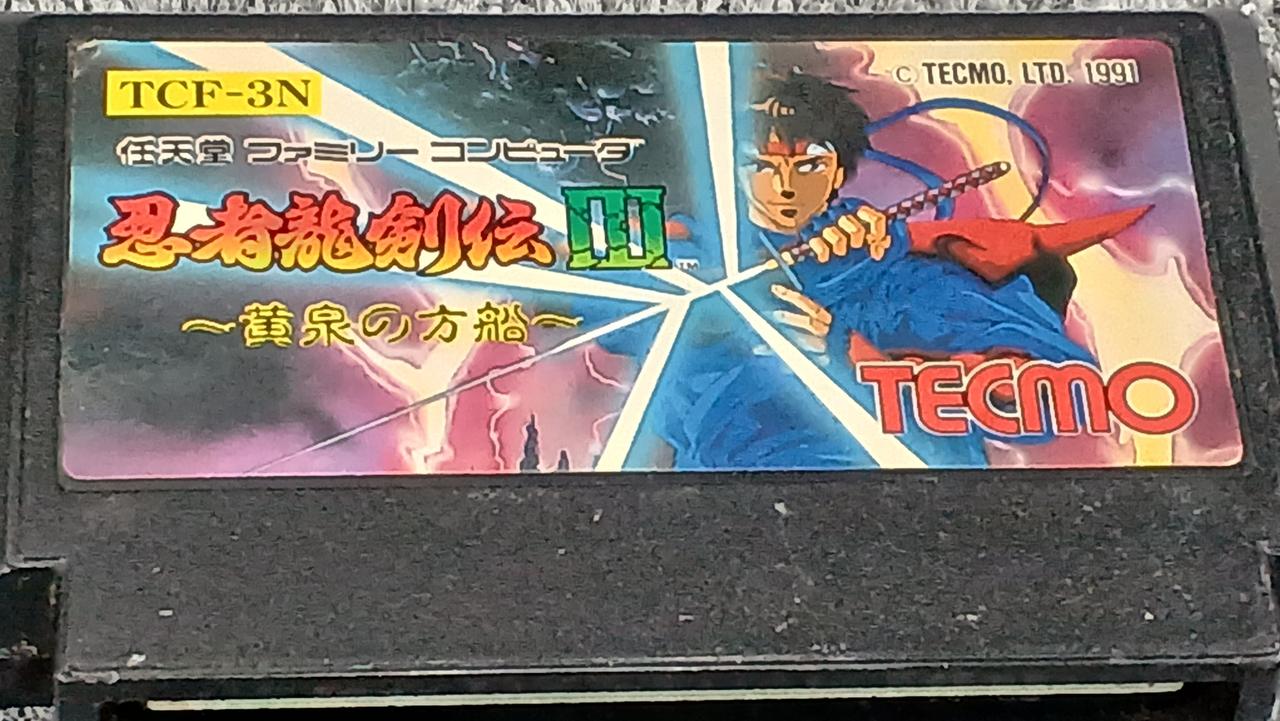 TCF-3N
© TECMO, LTD. 1991
任天堂 ファミリー コンピュータ
忍者龍剣伝 III ™
～黄泉の方船～
TECMO